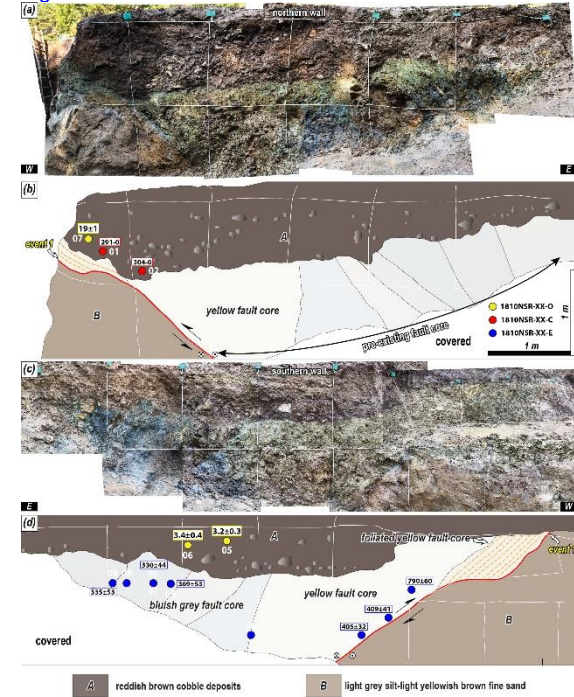 (a)
northern wall
W
E
(b)
19±1
07
291-0
01
304-0
02
event 1
A
B
yellow fault core
pre-existing fault core
covered
1810NSR-XX-O
1810NSR-XX-C
1810NSR-XX-E
1 m
1 m
(c)
southern wall
E
W
(d)
3.4±0.4
06
3.2±0.3
05
A
foliated yellow fault core
event
330±44
335±53
369±53
bluish grey fault core
yellow fault core
790±60
409±41
405±32
B
covered
A reddish brown cobble deposits
B light grey silt-light yellowish brown fine sand